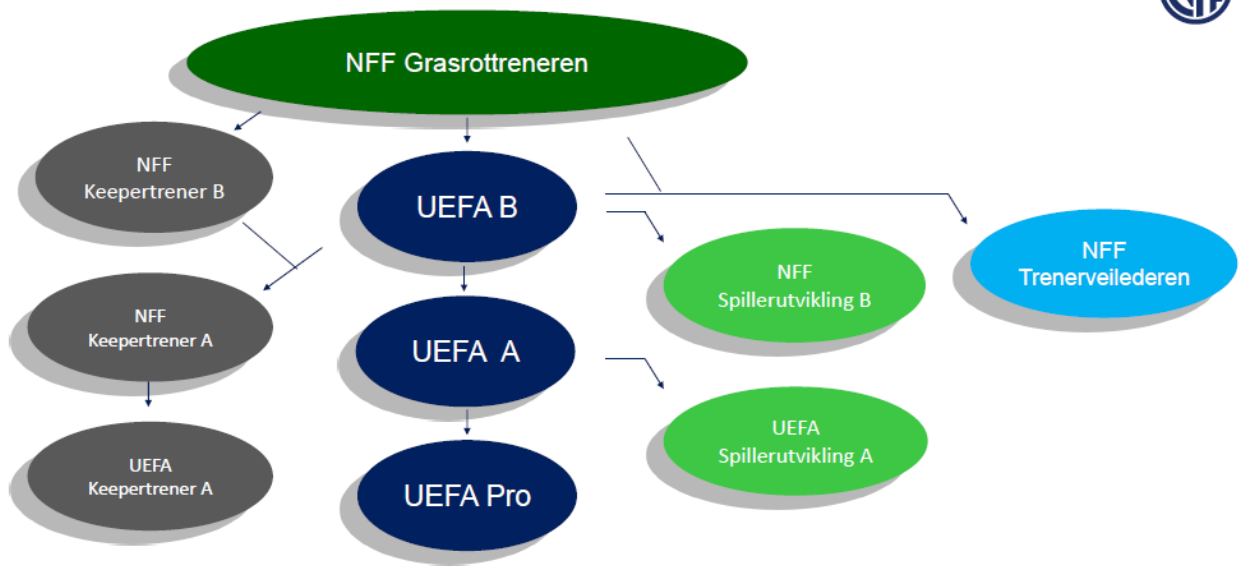 NFF Grasrottreneren
NFF
Keepertrener B
UEFA B
NFF
Spillerutvikling B
NFF
Trenerveilederen
NFF
Keepertrener A
UEFA A
UEFA
Spillerutvikling A
UEFA
Keepertrener A
UEFA Pro